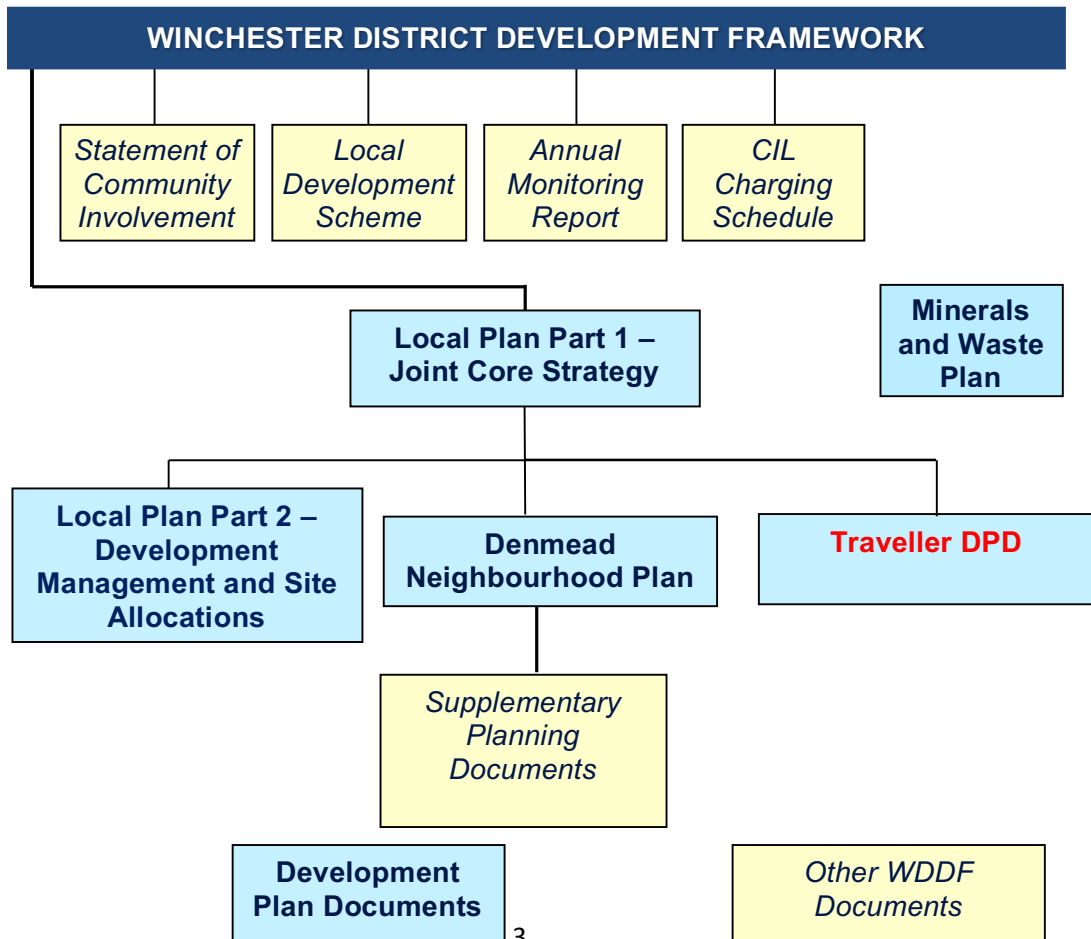 WINCHESTER DISTRICT DEVELOPMENT FRAMEWORK
Statement of
Community
Involvement
Local
Development
Scheme
Annual
Monitoring
Report
CIL
Charging
Schedule
Local Plan Part 1 –
Joint Core Strategy
Minerals
and Waste
Plan
Local Plan Part 2 –
Development
Management and Site
Allocations
Denmead
Neighbourhood Plan
Traveller DPD
Supplementary
Planning
Documents
Development
Plan Documents
Other WDDF
Documents
3